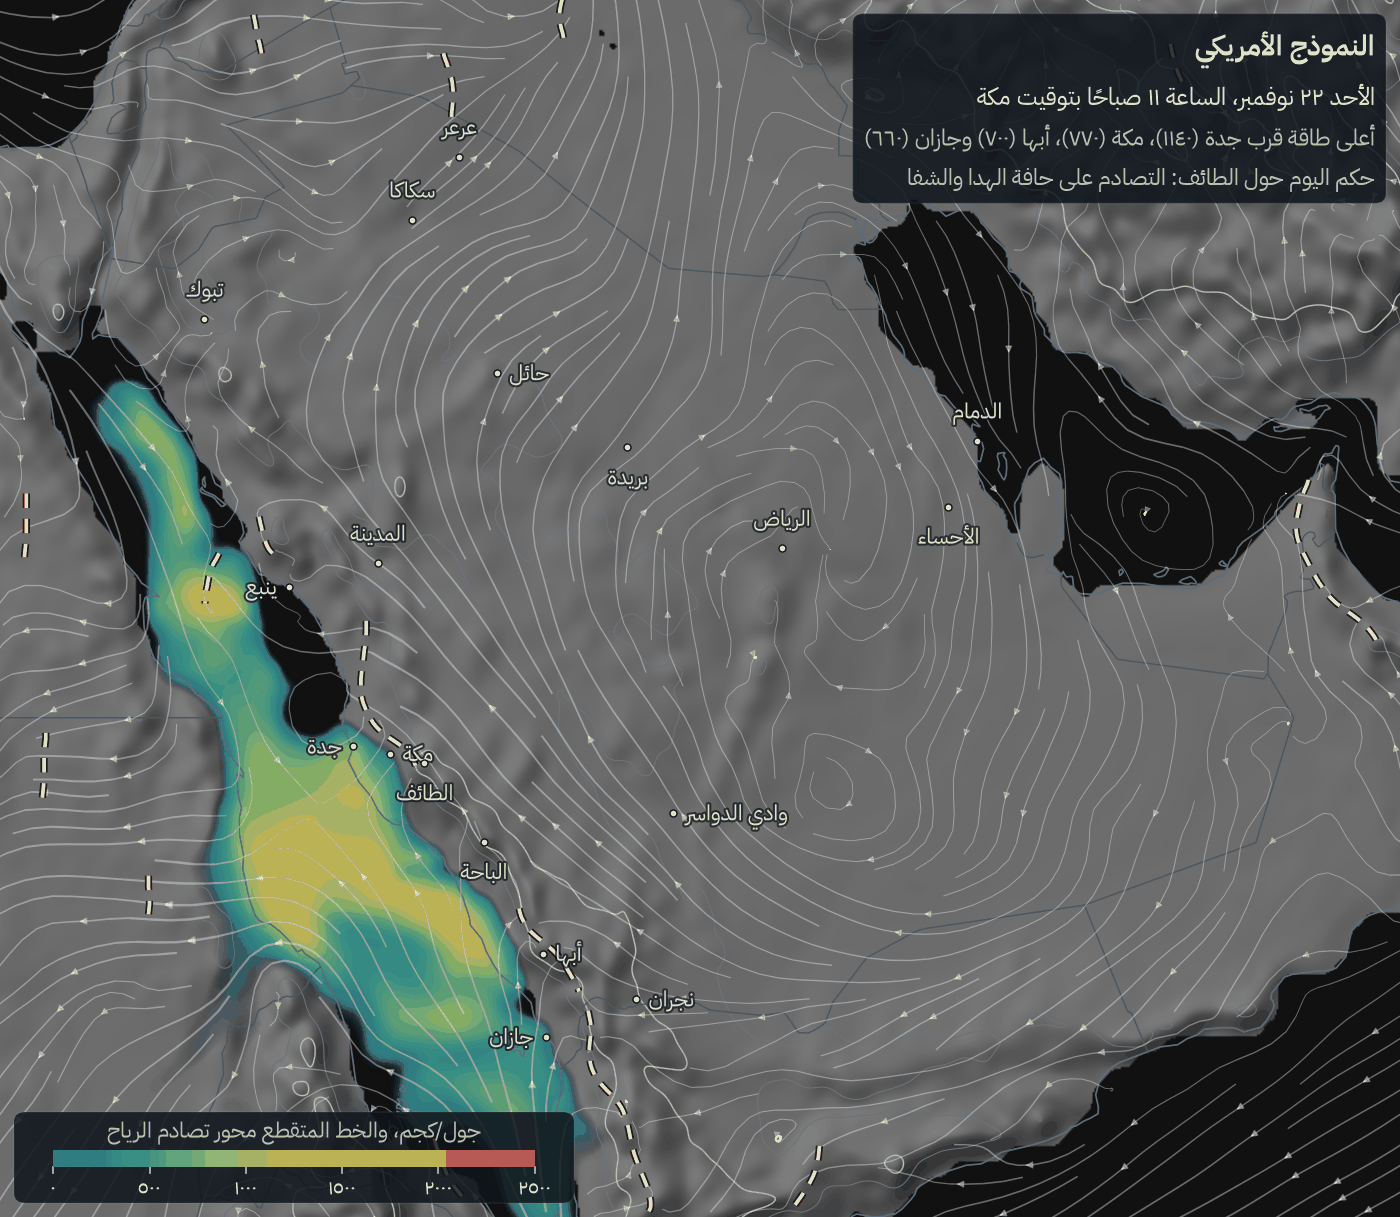 النموذج الأمريكي
الأحد ٢٢ نوفمبر، الساعة ١١ صباحًا بتوقيت مكة
أعلى طاقة قرب جدة (١١٤٠)، مكة (٧٧٠)، أبها (٧٠٠) وجازان (٦٦٠)
حكم اليوم حول الطائف: التصادم على حافة الهدا والشفا
عرعر
سكاكا
تبوك
حائل
الدمام
بريدة
الرياض
الأحساء
المدينة
ينبع
جدة
مكة
الطائف
وادي الدواسر
الباحة
أبها
نجران
جازان
جول/كجم، والخط المتقطع محور تصادم الرياح
٠ ٥٠٠ ١٠٠٠ ١٥٠٠ ٢٠٠٠ ٢٥٠٠